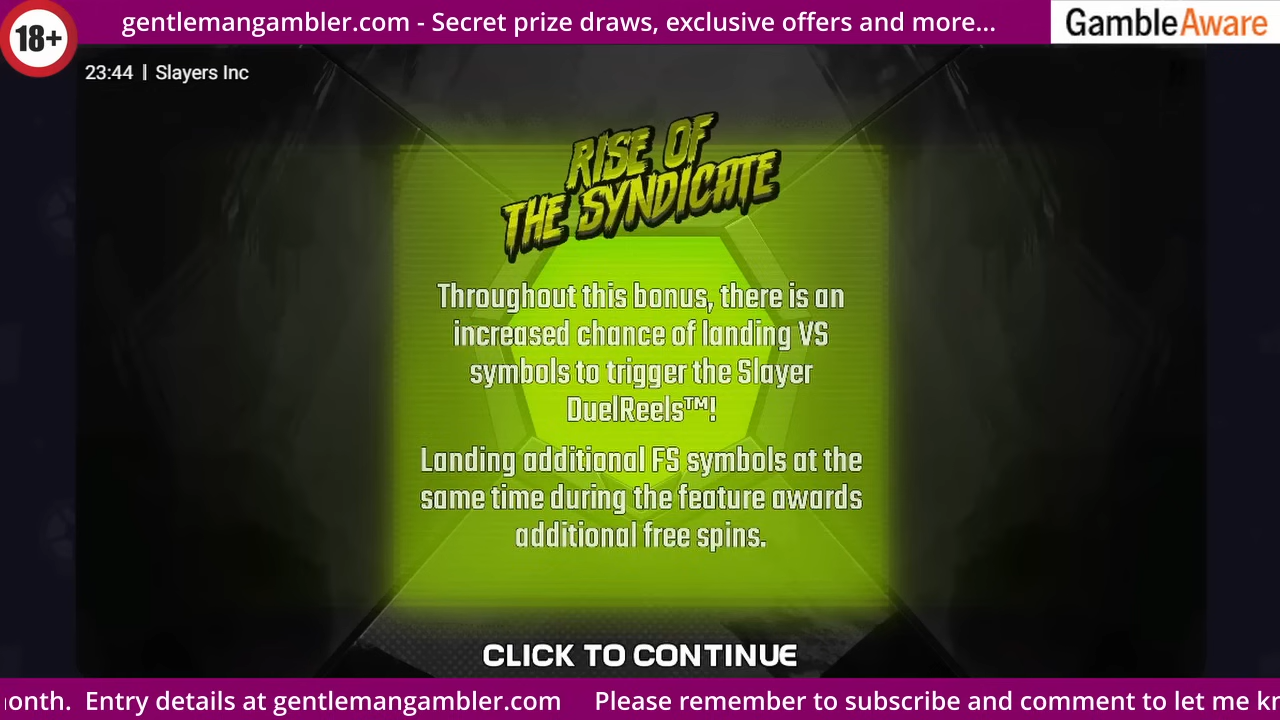 gentlemangambler.com - Secret prize draws, exclusive offers and more...
GambleAware
18+
23:44 | Slayers Inc
RISE OF
THE SYNDICATE
Throughout this bonus, there is an
increased chance of landing VS
symbols to trigger the Slayer
DuelReels™!
Landing additional FS symbols at the
same time during the feature awards
additional free spins.
CLICK TO CONTINUE
onth. Entry details at gentlemangambler.com Please remember to subscribe and comment to let me